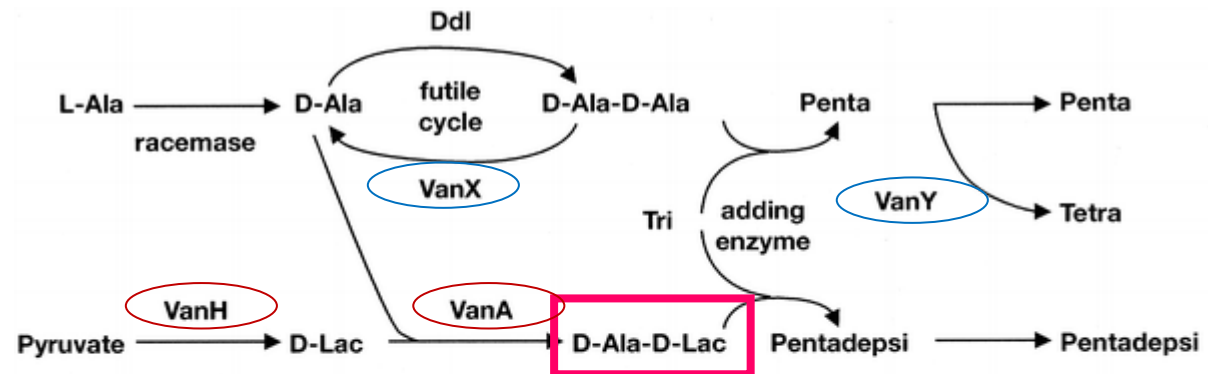 Ddl
L-Ala
D-Ala
futile
cycle
D-Ala-D-Ala
Penta
Penta
racemase
VanX
VanY
Tri
adding
enzyme
Tetra
VanH
VanA
Pyruvate
D-Lac
D-Ala-D-Lac
Pentadepsi
Pentadepsi